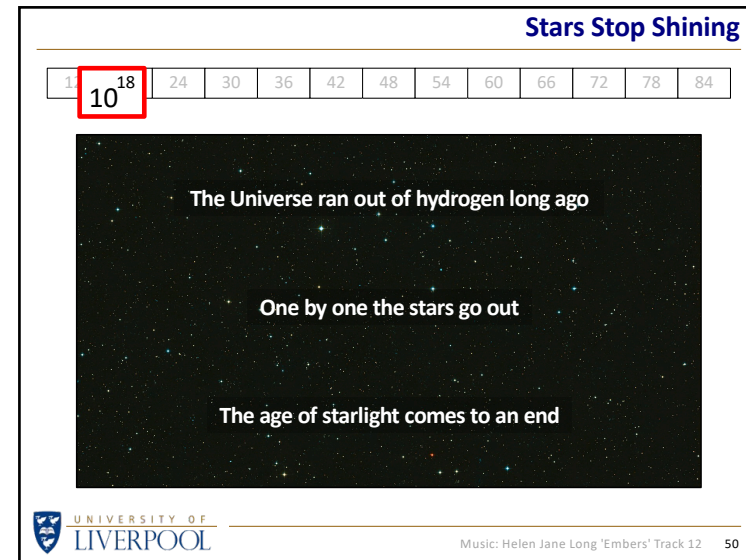 Stars Stop Shining
12 10^18 24 30 36 42 48 54 60 66 72 78 84
The Universe ran out of hydrogen long ago
One by one the stars go out
The age of starlight comes to an end
UNIVERSITY OF
LIVERPOOL
Music: Helen Jane Long 'Embers' Track 12 50